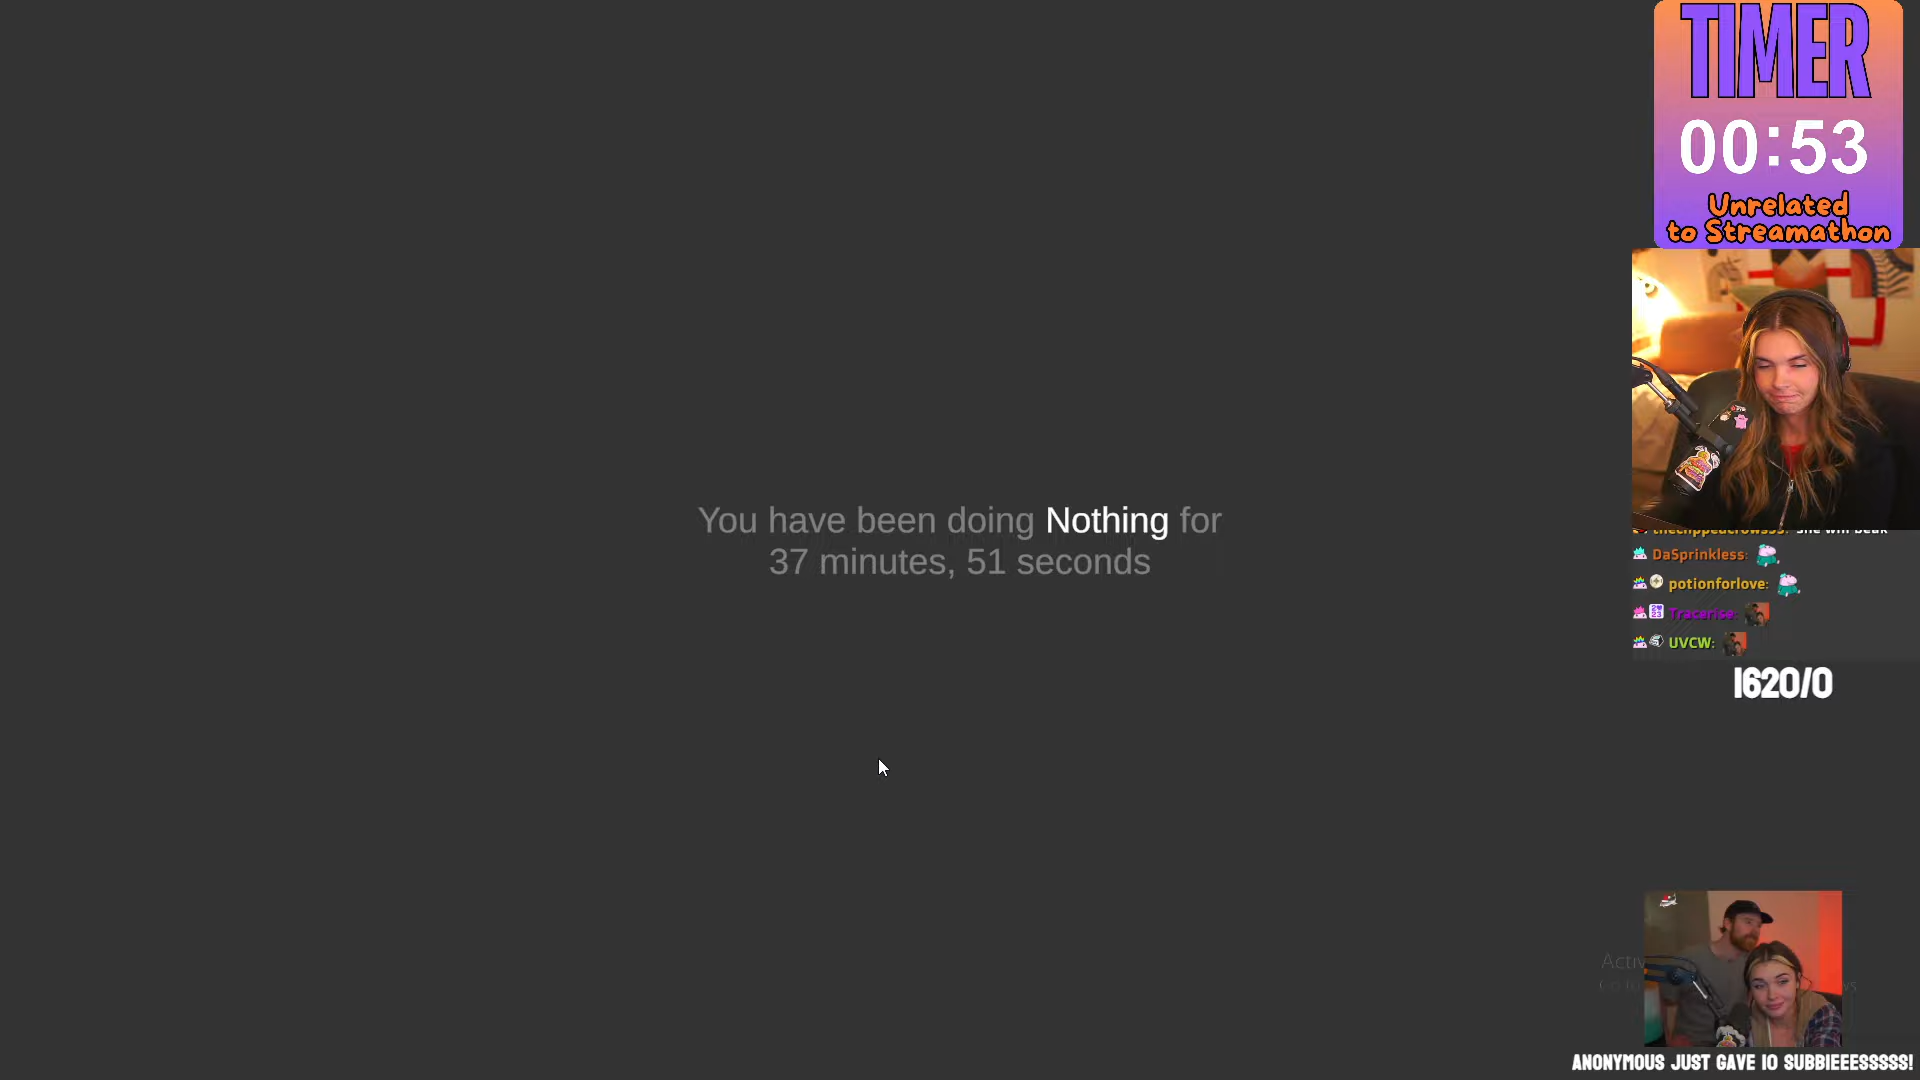 TIMER
00:53
Unrelated
to Streamathon
You have been doing Nothing for
37 minutes, 51 seconds
DaSprinkless:
potionforlove:
Tracerise:
UVCW:
1620/0
ANONYMOUS JUST GAVE 10 SUBBIEEESSSSS!